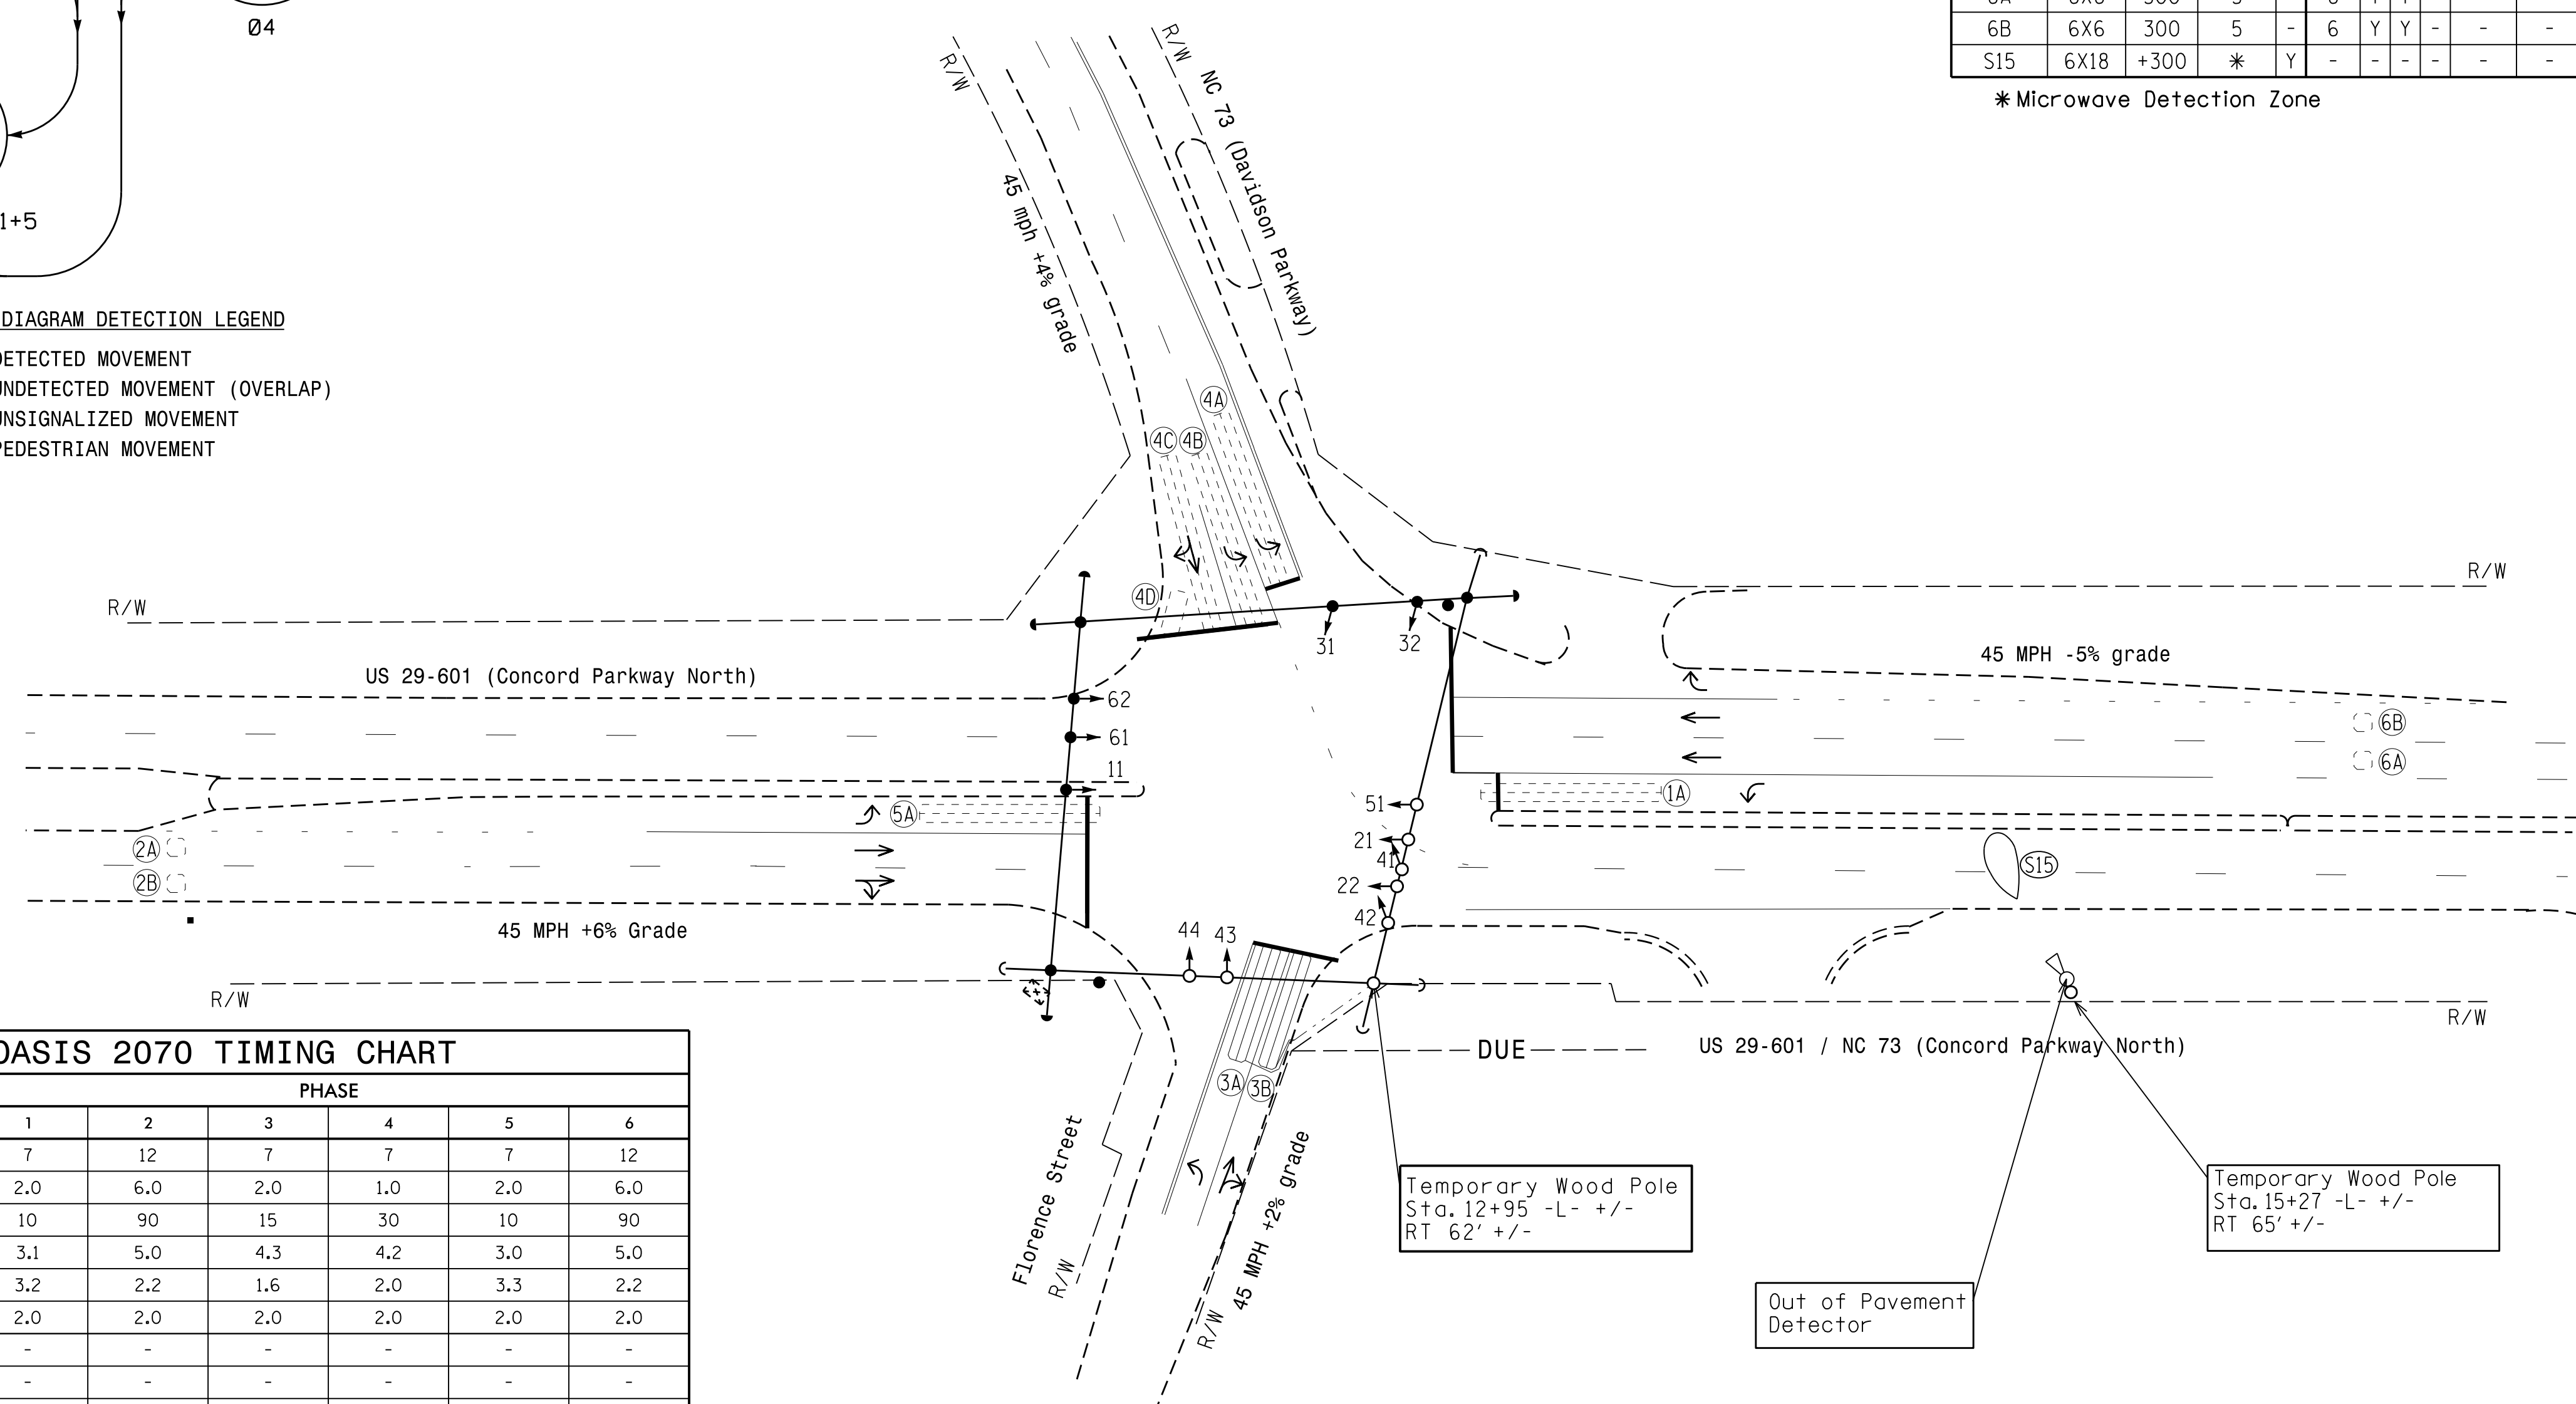 Ø4
1+5
DIAGRAM DETECTION LEGEND
DETECTED MOVEMENT
UNDETECTED MOVEMENT (OVERLAP)
UNSIGNALIZED MOVEMENT
PEDESTRIAN MOVEMENT
6B 6X6 300 5 - 6 Y Y - - -
S15 6X18 +300 * Y - - - - - -
* Microwave Detection Zone
R/W
R/W
NC 73 (Davidson Parkway)
45 mph +4% grade
4A
4C
4B
4D
31
32
R/W
R/W
US 29-601 (Concord Parkway North)
45 MPH -5% grade
62
61
11
6B
6A
1A
5A
51
21
41
22
42
2A
2B
S15
45 MPH +6% Grade
44
43
R/W
R/W
DUE
US 29-601 / NC 73 (Concord Parkway North)
3A
3B
Florence Street
R/W
45 MPH +2% grade
R/W
Temporary Wood Pole
Sta.12+95 -L- +/-
RT 62' +/-
Temporary Wood Pole
Sta.15+27 -L- +/-
RT 65' +/-
Out of Pavement
Detector
OASIS 2070 TIMING CHART
PHASE
1 2 3 4 5 6
7 12 7 7 7 12
2.0 6.0 2.0 1.0 2.0 6.0
10 90 15 30 10 90
3.1 5.0 4.3 4.2 3.0 5.0
3.2 2.2 1.6 2.0 3.3 2.2
2.0 2.0 2.0 2.0 2.0 2.0
- - - - - -
- - - - - -